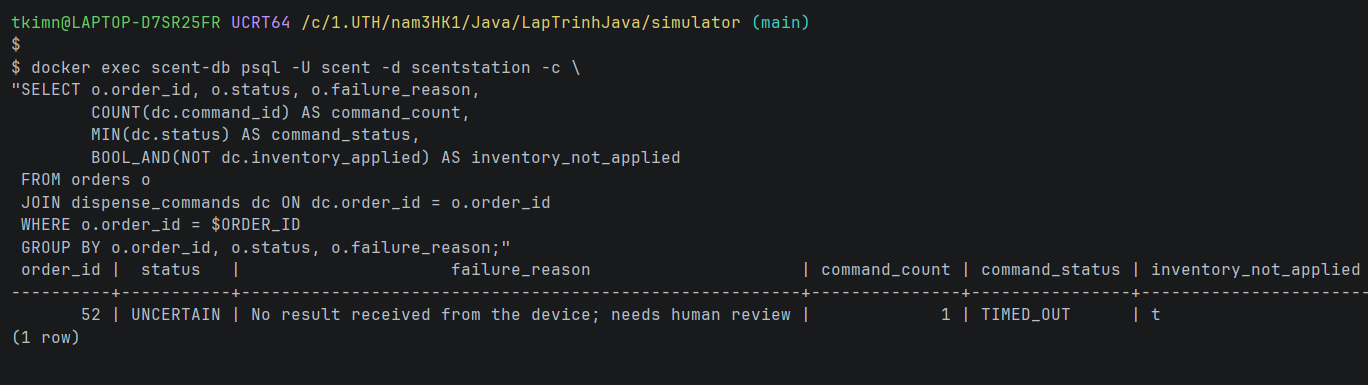 tkimn@LAPTOP-D7SR25FR UCRT64 /c/1.UTH/nam3HK1/Java/LapTrinhJava/simulator (main)
$
$ docker exec scent-db psql -U scent -d scentstation -c \
"SELECT o.order_id, o.status, o.failure_reason,
        COUNT(dc.command_id) AS command_count,
        MIN(dc.status) AS command_status,
        BOOL_AND(NOT dc.inventory_applied) AS inventory_not_applied
 FROM orders o
 JOIN dispense_commands dc ON dc.order_id = o.order_id
 WHERE o.order_id = $ORDER_ID
 GROUP BY o.order_id, o.status, o.failure_reason;"
 order_id |  status   |                     failure_reason                     | command_count | command_status | inventory_not_applied
----------+-----------+--------------------------------------------------------+---------------+----------------+-----------------------
       52 | UNCERTAIN | No result received from the device; needs human review |             1 | TIMED_OUT      | t
(1 row)